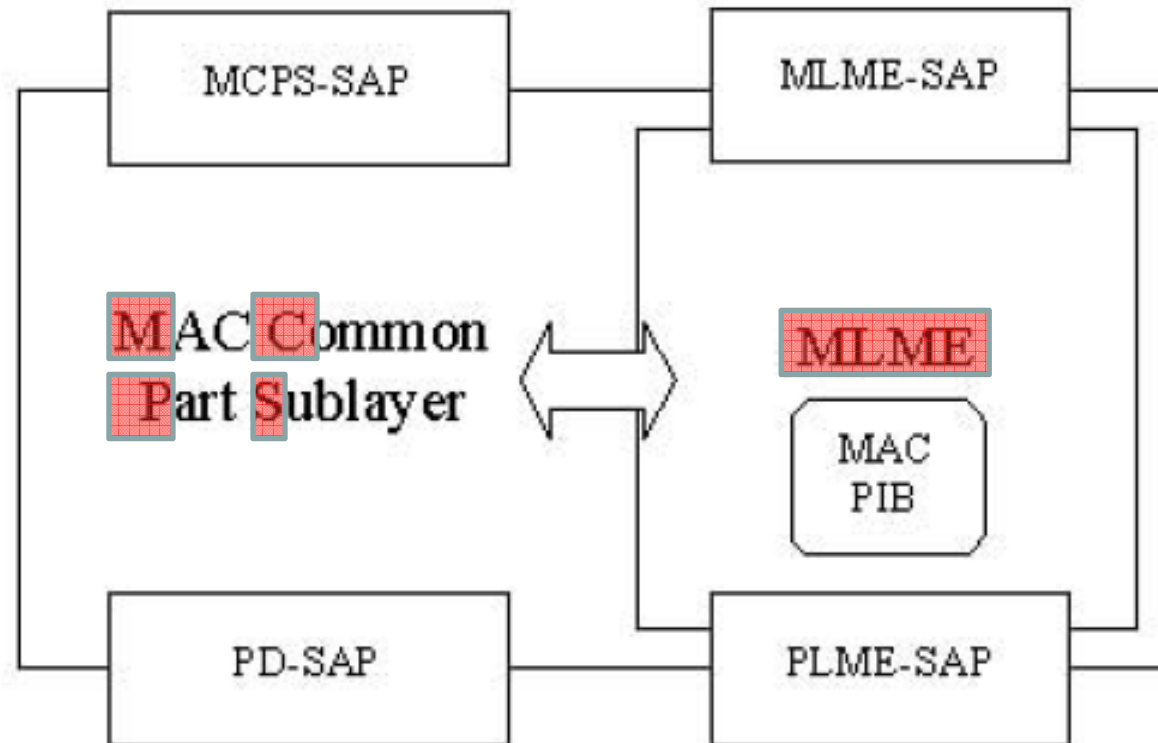 MCPS-SAP
MLME-SAP
MAC Common
Part Sublayer
MLME
MAC
PIB
PD-SAP
PLME-SAP